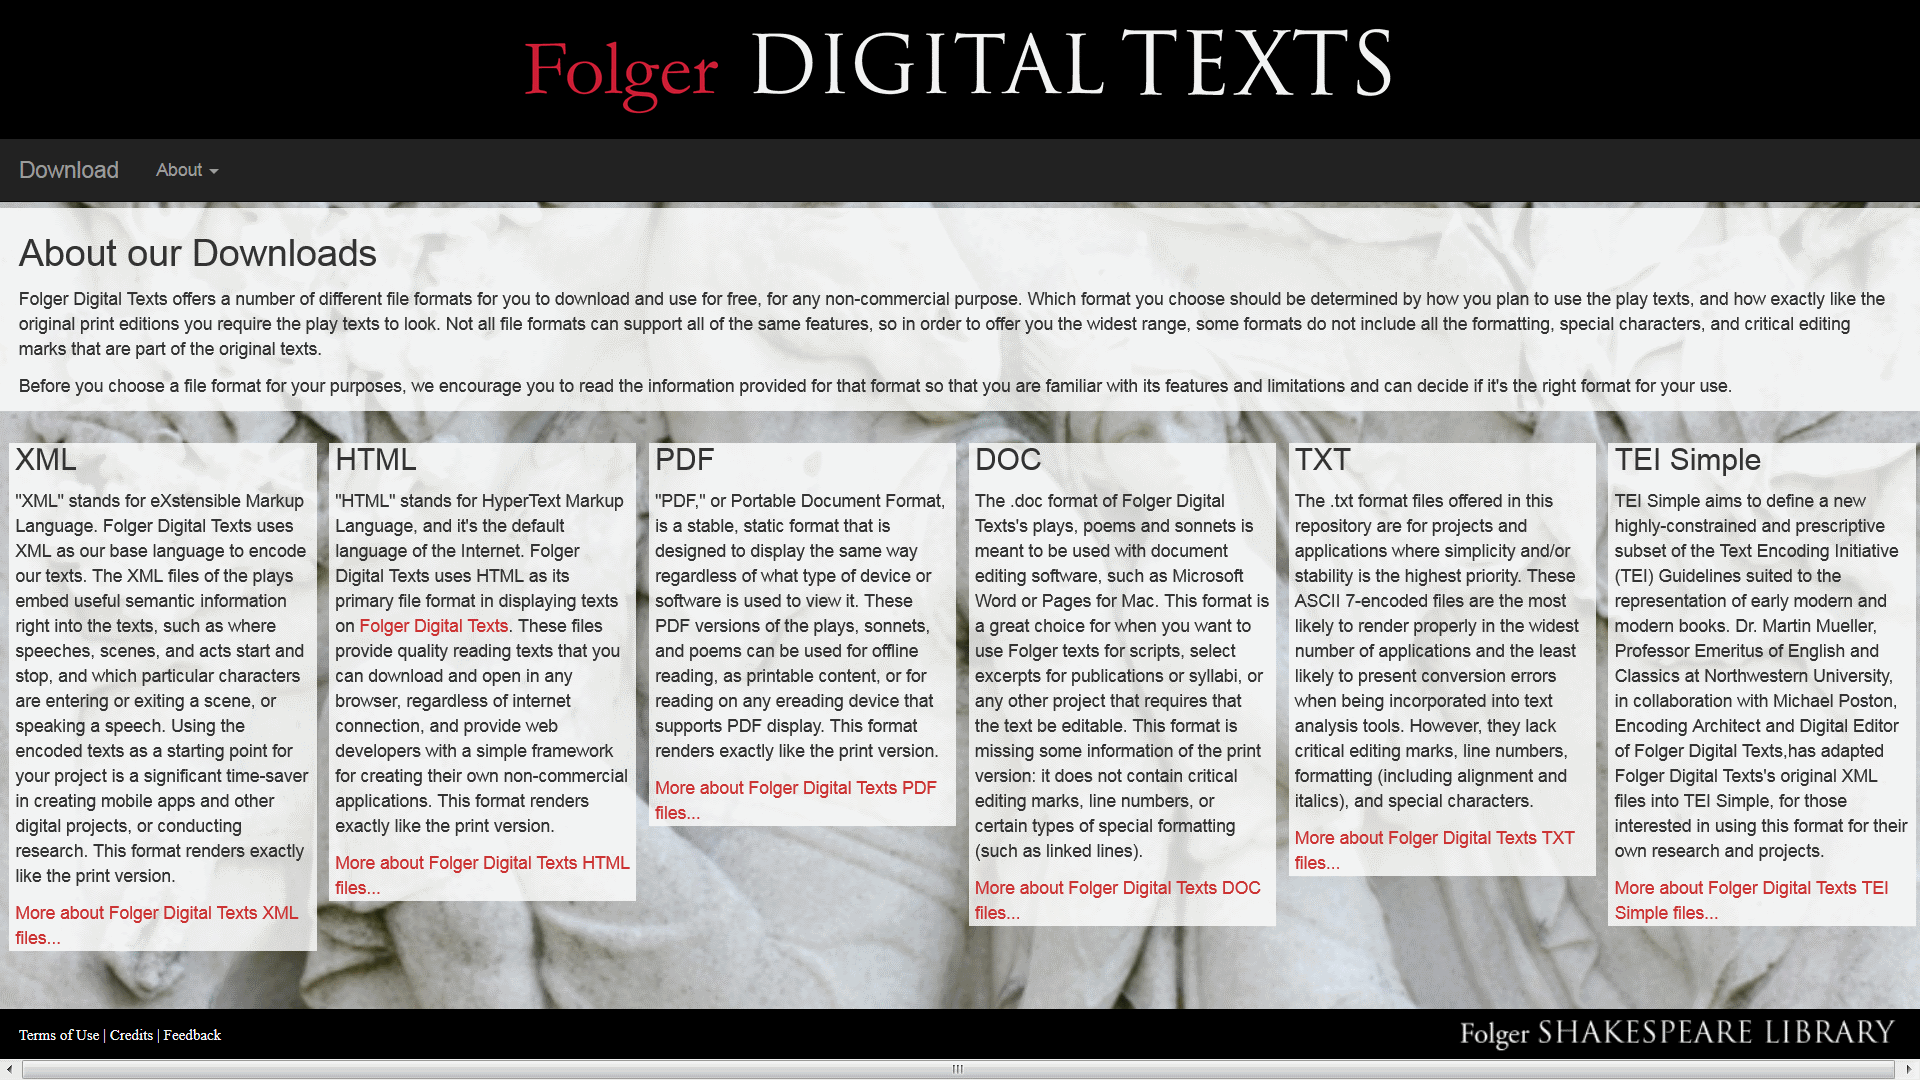 Folger DIGITAL TEXTS
Download About
About our Downloads
Folger Digital Texts offers a number of different file formats for you to download and use for free, for any non-commercial purpose. Which format you choose should be determined by how you plan to use the play texts, and how exactly like the
original print editions you require the play texts to look. Not all file formats can support all of the same features, so in order to offer you the widest range, some formats do not include all the formatting, special characters, and critical editing
marks that are part of the original texts.
Before you choose a file format for your purposes, we encourage you to read the information provided for that format so that you are familiar with its features and limitations and can decide if it's the right format for your use.
XML
"XML" stands for eXstensible Markup
Language. Folger Digital Texts uses
XML as our base language to encode
our texts. The XML files of the plays
embed useful semantic information
right into the texts, such as where
speeches, scenes, and acts start and
stop, and which particular characters
are entering or exiting a scene, or
speaking a speech. Using the
encoded texts as a starting point for
your project is a significant time-saver
in creating mobile apps and other
digital projects, or conducting
research. This format renders exactly
like the print version.
More about Folger Digital Texts XML
files...
HTML
"HTML" stands for HyperText Markup
Language, and it's the default
language of the Internet. Folger
Digital Texts uses HTML as its
primary file format in displaying texts
on Folger Digital Texts. These files
provide quality reading texts that you
can download and open in any
browser, regardless of internet
connection, and provide web
developers with a simple framework
for creating their own non-commercial
applications. This format renders
exactly like the print version.
More about Folger Digital Texts HTML
files...
PDF
"PDF," or Portable Document Format,
is a stable, static format that is
designed to display the same way
regardless of what type of device or
software is used to view it. These
PDF versions of the plays, sonnets,
and poems can be used for offline
reading, as printable content, or for
reading on any ereading device that
supports PDF display. This format
renders exactly like the print version.
More about Folger Digital Texts PDF
files...
DOC
The .doc format of Folger Digital
Texts's plays, poems and sonnets is
meant to be used with document
editing software, such as Microsoft
Word or Pages for Mac. This format is
a great choice for when you want to
use Folger texts for scripts, select
excerpts for publications or syllabi, or
any other project that requires that
the text be editable. This format is
missing some information of the print
version: it does not contain critical
editing marks, line numbers, or
certain types of special formatting
(such as linked lines).
More about Folger Digital Texts DOC
files...
TXT
The .txt format files offered in this
repository are for projects and
applications where simplicity and/or
stability is the highest priority. These
ASCII 7-encoded files are the most
likely to render properly in the widest
number of applications and the least
likely to present conversion errors
when being incorporated into text
analysis tools. However, they lack
critical editing marks, line numbers,
formatting (including alignment and
italics), and special characters.
More about Folger Digital Texts TXT
files...
TEI Simple
TEI Simple aims to define a new
highly-constrained and prescriptive
subset of the Text Encoding Initiative
(TEI) Guidelines suited to the
representation of early modern and
modern books. Dr. Martin Mueller,
Professor Emeritus of English and
Classics at Northwestern University,
in collaboration with Michael Poston,
Encoding Architect and Digital Editor
of Folger Digital Texts,has adapted
Folger Digital Texts's original XML
files into TEI Simple, for those
interested in using this format for their
own research and projects.
More about Folger Digital Texts TEI
Simple files...
Terms of Use | Credits | Feedback
Folger SHAKESPEARE LIBRARY